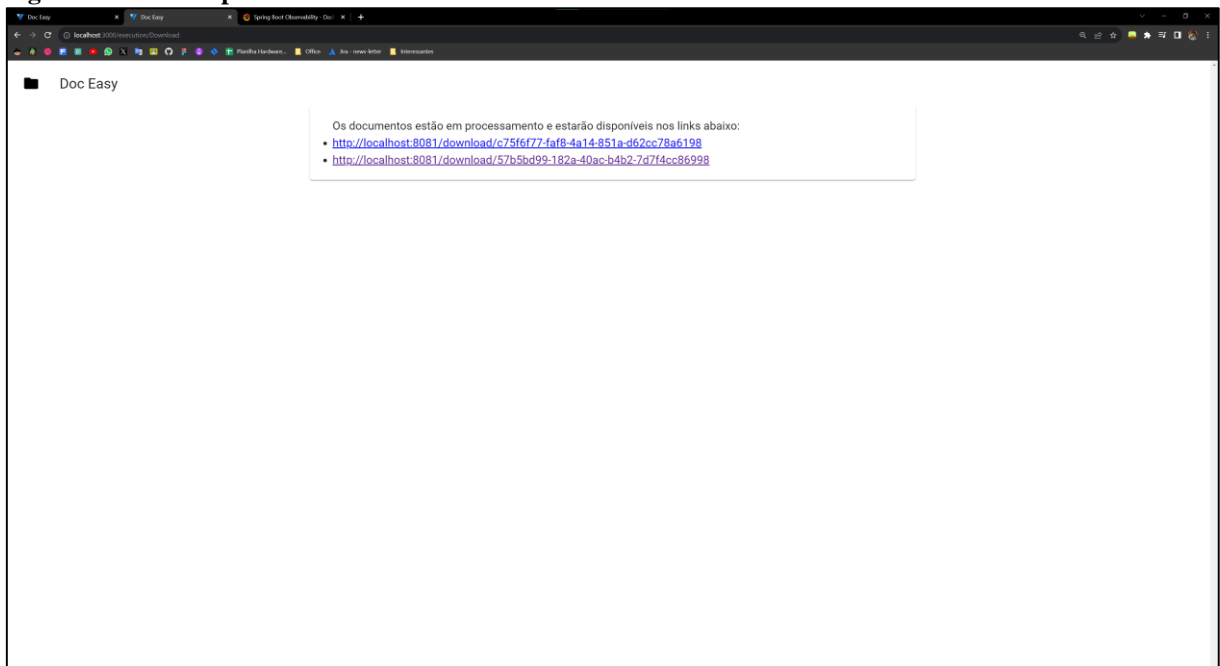 Doc Easy
Doc Easy
Spring Boot Observability - Das
localhost:3000/execution/Download
Planilha Hardware...
Office
Jira - news-letter
Interessantes
Doc Easy
Os documentos estão em processamento e estarão disponíveis nos links abaixo:
• http://localhost:8081/download/c75f6f77-faf8-4a14-851a-d62cc78a6198
• http://localhost:8081/download/57b5bd99-182a-40ac-b4b2-7d7f4cc86998